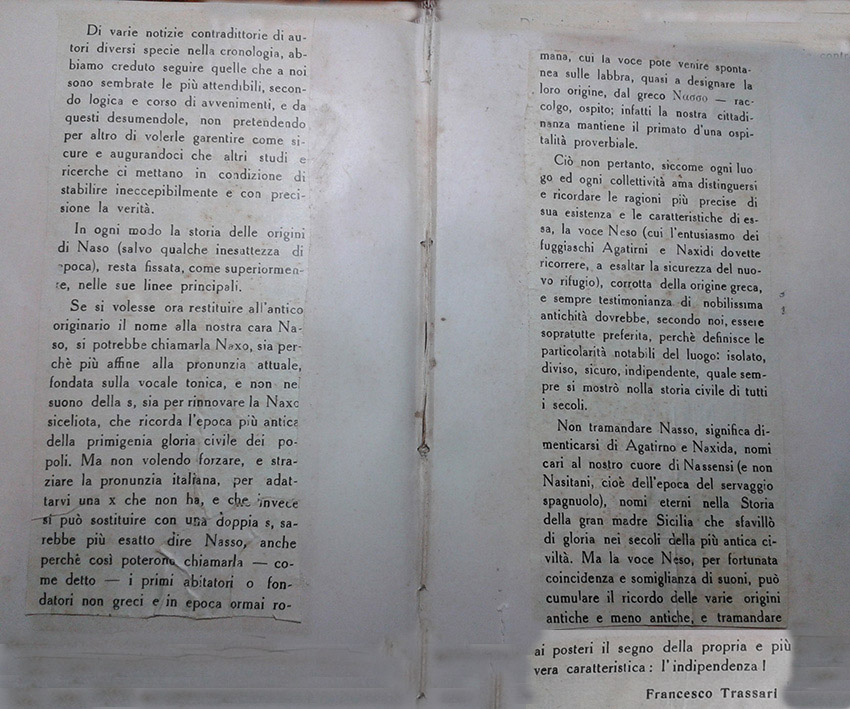 Di varie notizie contradittorie di au-
tori diversi specie nella cronologia, ab-
biamo creduto seguire quelle che a noi
sono sembrate le più attendibili, secon-
do logica e corso di avvenimenti, e da
questi desumendole, non pretendendo
per altro di volerle garentire come si-
cure e augurandoci che altri studi e
ricerche ci mettano in condizione di
stabilire ineccepibilmente e con preci-
sione la verità.
In ogni modo la storia delle origini
di Naso (salvo qualche inesattezza di
epoca), resta fissata, come superiormen-
te, nelle sue linee principali.
Se si volesse ora restituire all'antico
originario il nome alla nostra cara Na-
so, si potrebbe chiamarla Naxo, sia per-
chè più affine alla pronunzia attuale,
fondata sulla vocale tonica, e non nel
suono della s, sia per rinnovare la Naxo
siceliota, che ricorda l'epoca più antica
della primigenia gloria civile dei po-
poli. Ma non volendo forzare, e stra-
ziare la pronunzia italiana, per adat-
tarvi una x che non ha, e che invece
si può sostituire con una doppia s, sa-
rebbe più esatto dire Nasso, anche
perchè così poterono chiamarla — co-
me detto — i primi abitatori o fon-
datori non greci e in epoca ormai ro-
mana, cui la voce potè venire sponta-
nea sulle labbra, quasi a designare la
loro origine, dal greco Nasso — rac-
colgo, ospito; infatti la nostra cittadi-
nanza mantiene il primato d'una ospi-
talità proverbiale.
Ciò non pertanto, siccome ogni luo
go ed ogni collettività ama distinguersi
e ricordare le ragioni più precise di
sua esistenza e le caratteristiche di es-
sa, la voce Neso (cui l'entusiasmo dei
fuggiaschi Agatirni e Naxidi dovette
ricorrere, a esaltar la sicurezza del nuo-
vo rifugio), corrotta della origine greca,
e sempre testimonianza di nobilissima
antichità dovrebbe, secondo noi, essere
sopratutte preferita, perchè definisce le
particolarità notabili del luogo: isolato,
diviso, sicuro, indipendente, quale sem-
pre si mostrò nolla storia civile di tutti
i secoli.
Non tramandare Nasso, significa di-
menticarsi di Agatirno e Naxida, nomi
cari al nostro cuore di Nassensi (e non
Nasitani, cioè dell'epoca del servaggio
spagnuolo), nomi eterni nella Storia
della gran madre Sicilia che sfavillò
di gloria nei secoli della più antica ci-
viltà. Ma la voce Neso, per fortunata
coincidenza e somiglianza di suoni, può
cumulare il ricordo delle varie origini
antiche e meno antiche, e tramandare
ai posteri il segno della propria e più
vera caratteristica: l'indipendenza!
Francesco Trassari